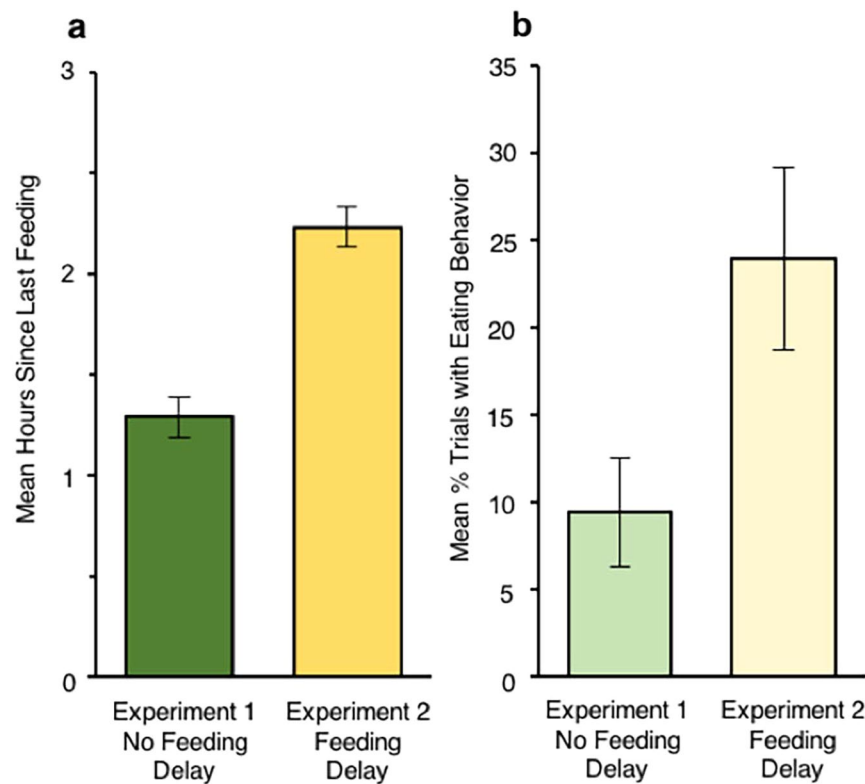 a
3
2
1
0
Mean Hours Since Last Feeding
Experiment 1
No Feeding
Delay
Experiment 2
Feeding
Delay
b
35
30
25
20
15
10
5
0
Mean % Trials with Eating Behavior
Experiment 1
No Feeding
Delay
Experiment 2
Feeding
Delay